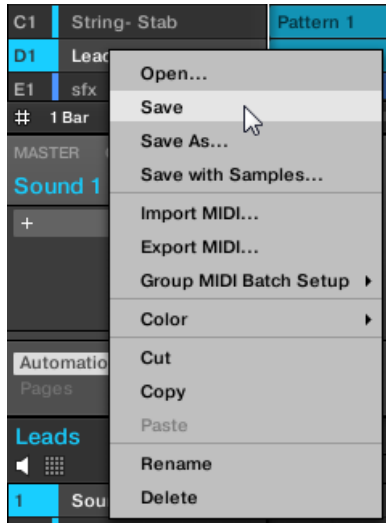 C1 String- Stab Pattern 1
D1 Lead
E1 sfx
1 Bar
MASTER
Sound 1
+
Automatio
Pages
Leads
1 Sou
Open...
Save
Save As...
Save with Samples...
Import MIDI...
Export MIDI...
Group MIDI Batch Setup
Color
Cut
Copy
Paste
Rename
Delete